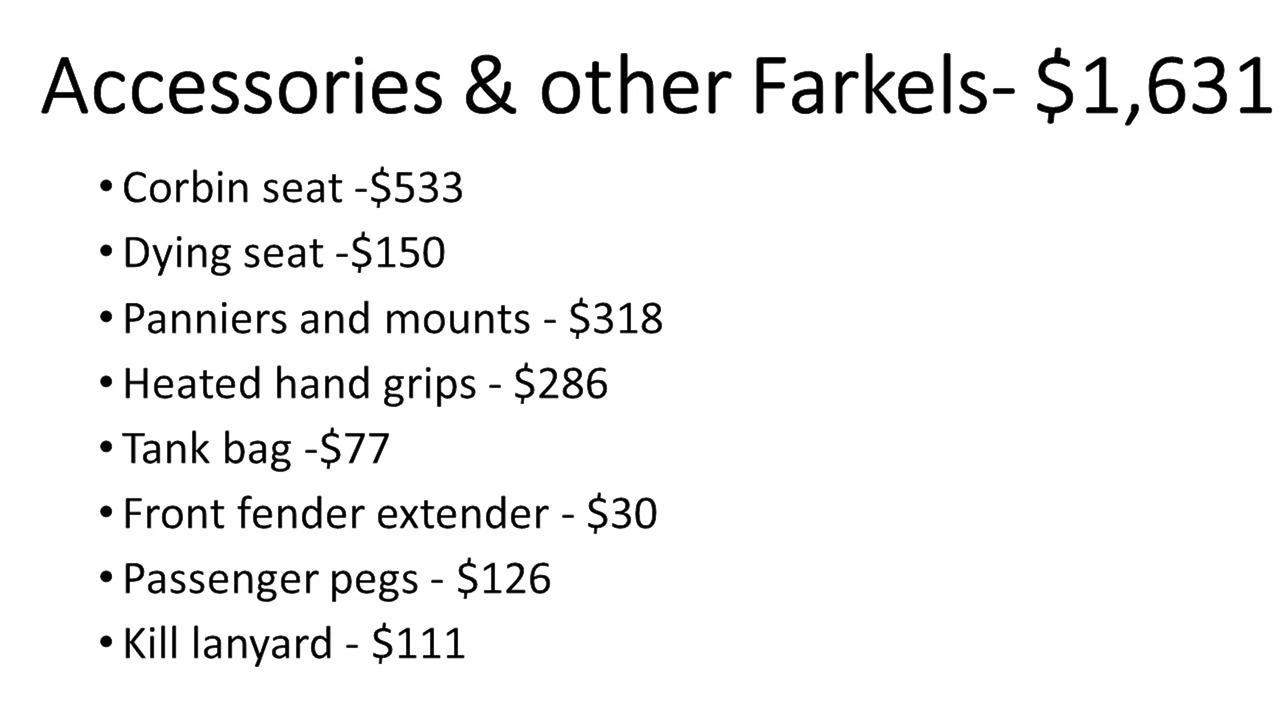 Accessories & other Farkels- $1,631
• Corbin seat -$533
• Dying seat -$150
• Panniers and mounts - $318
• Heated hand grips - $286
• Tank bag -$77
• Front fender extender - $30
• Passenger pegs - $126
• Kill lanyard - $111